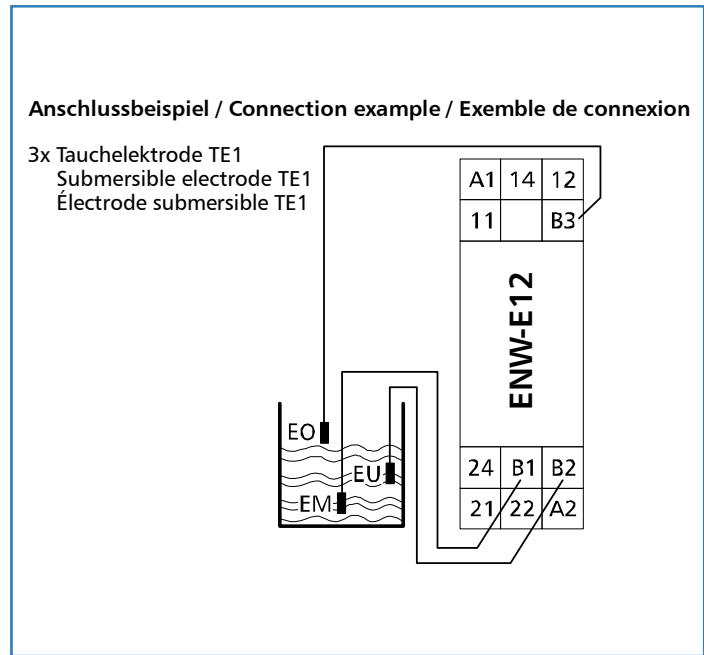 Anschlussbeispiel / Connection example / Exemble de connexion
3x Tauchelektrode TE1
Submersible electrode TE1
Électrode submersible TE1
A1 14 12
11 B3
ENW-E12
EO
EU
EM
24 B1 B2
21 22 A2